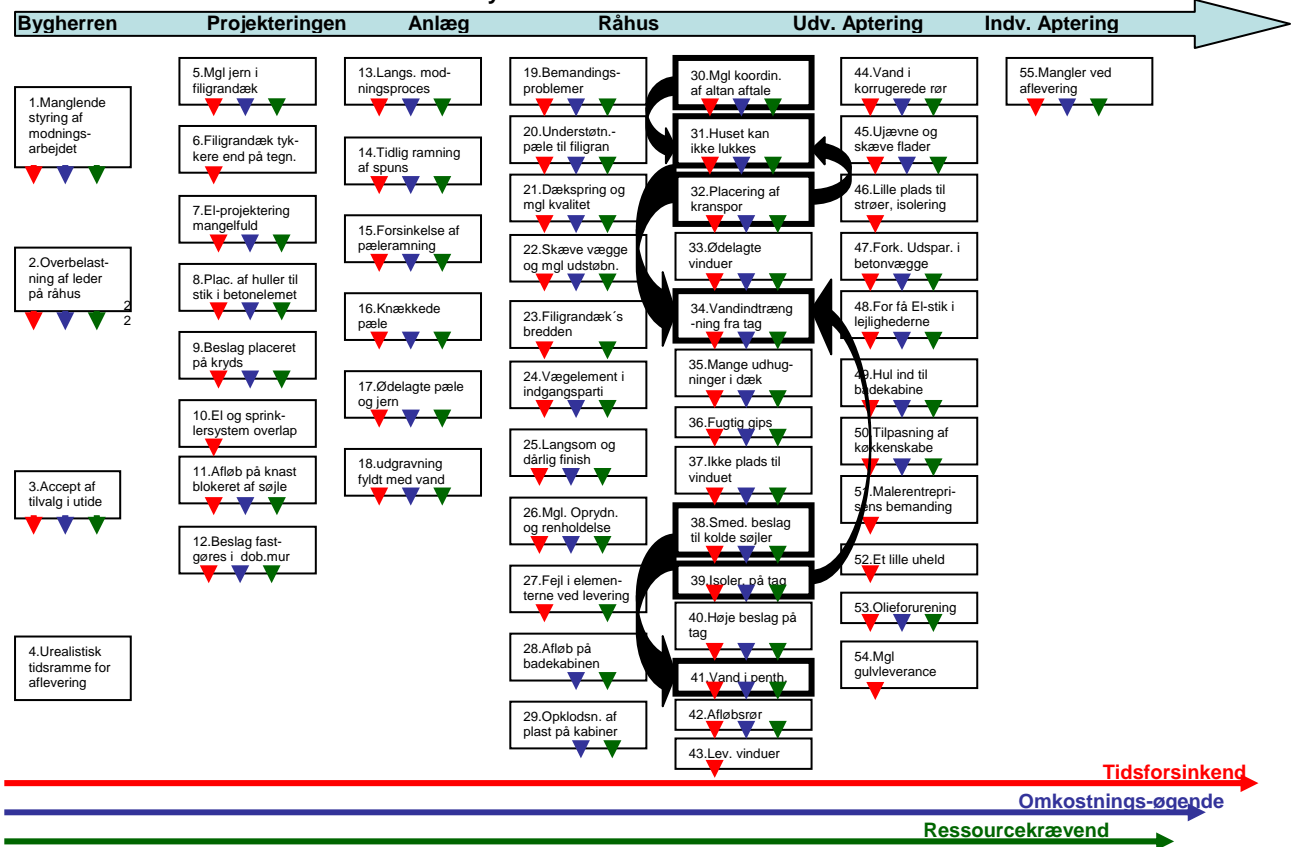 Bygherren Projekteringen Anlæg Råhus Udv. Aptering Indv. Aptering
1.Manglende
styring af
modnings-
arbejdet
2.Overbelast-
ning af leder
på råhus
2
2
3.Accept af
tilvalg i utide
4.Urealistisk
tidsramme for
aflevering
5.Mgl jern i
filigrandæk
6.Filigrandæk tyk-
kere end på tegn.
7.El-projektering
mangelfuld
8.Plac. af huller til
stik i betonelemet
9.Beslag placeret
på kryds
10.El og sprink-
lersystem overlap
11.Afløb på knast
blokeret af søjle
12.Beslag fast-
gøres i dob.mur
13.Langs. mod-
ningsproces
14.Tidlig ramning
af spuns
15.Forsinkelse af
pæleramning
16.Knækkede
pæle
17.Ødelagte pæle
og jern
18.udgravning
fyldt med vand
19.Bemandings-
problemer
20.Understøtn.-
pæle til filigran
21.Dækspring og
mgl kvalitet
22.Skæve vægge
og mgl udstøbn.
23.Filigrandæk´s
bredden
24.Vægelement i
indgangsparti
25.Langsom og
dårlig finish
26.Mgl. Oprydn.
og renholdelse
27.Fejl i elemen-
terne ved levering
28.Afløb på
badekabinen
29.Opklodsn. af
plast på kabiner
30.Mgl koordin.
af altan aftale
31.Huset kan
ikke lukkes
32.Placering af
kranspor
33.Ødelagte
vinduer
34.Vandindtræng
-ning fra tag
35.Mange udhug-
ninger i dæk
36.Fugtig gips
37.Ikke plads til
vinduet
38.Smed. beslag
til kolde søjler
39.Isoler. på tag
40.Høje beslag på
tag
41.Vand i penth.
42.Afløbsrør
43.Lev. vinduer
44.Vand i
korrugerede rør
45.Ujævne og
skæve flader
46.Lille plads til
strøer, isolering
47.Fork. Udspar. i
betonvægge
48.For få El-stik i
lejlighederne
49.Hul ind til
badekabine
50.Tilpasning af
køkkenskabe
51.Malerentrepri-
sens bemanding
52.Et lille uheld
53.Olieforurening
54.Mgl
gulvleverance
55.Mangler ved
aflevering
Tidsforsinkend
Omkostnings-øgende
Ressourcekrævend